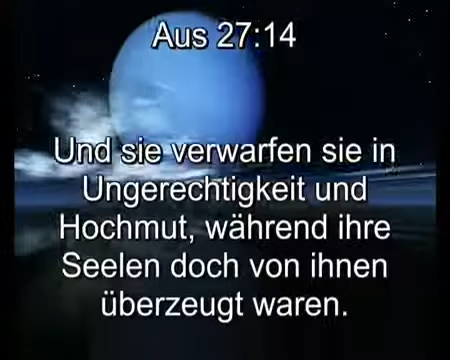 Aus 27:14
Und sie verwarfen sie in
Ungerechtigkeit und
Hochmut, während ihre
Seelen doch von ihnen
überzeugt waren.